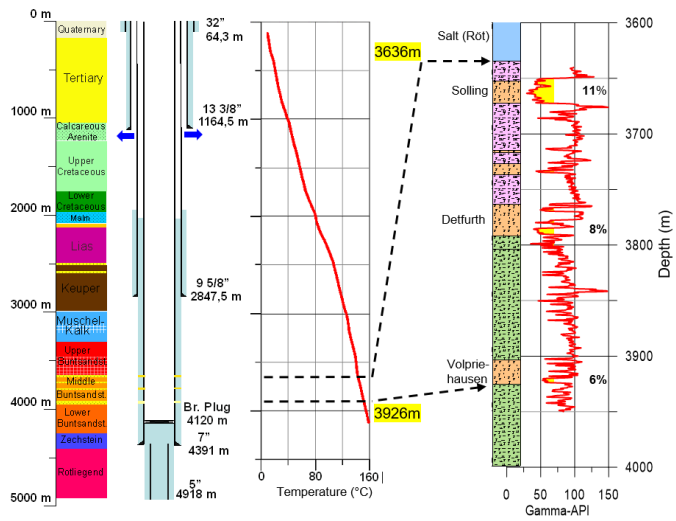 0 m
1000 m
2000 m
3000 m
4000 m
5000 m
Quaternary
Tertiary
Calcareous
Arenite
Upper
Cretaceous
Lower
Cretaceous
Malm
Lias
Keuper
Muschel-
Kalk
Upper
Buntsandst.
Middle
Buntsandst.
Lower
Buntsandst.
Zechstein
Rotliegend
32”
64,3 m
13 3/8”
1164,5 m
9 5/8”
2847,5 m
Br. Plug
4120 m
7”
4391 m
5”
4918 m
3636m
3926m
0
80
160
Temperature (°C)
Salt (Röt)
Solling
Detfurth
Volprie-
hausen
11%
8%
6%
3600
3700
3800
3900
4000
Depth (m)
0
50
100
150
Gamma-API